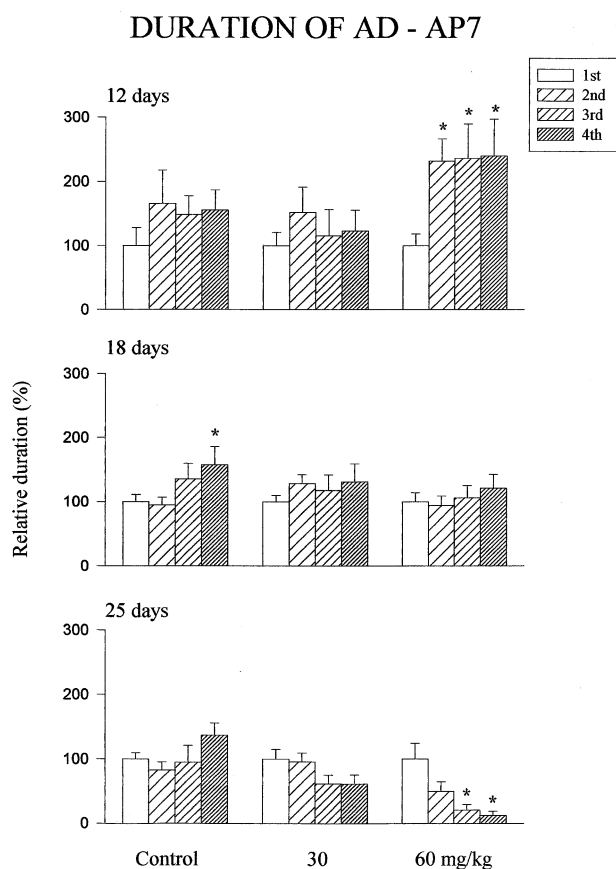 DURATION OF AD - AP7
1st
2nd
3rd
4th
12 days
300
200
100
0
* * *
18 days
300
200
100
0
*
Relative duration (%)
25 days
300
200
100
0
* *
Control 30 60 mg/kg